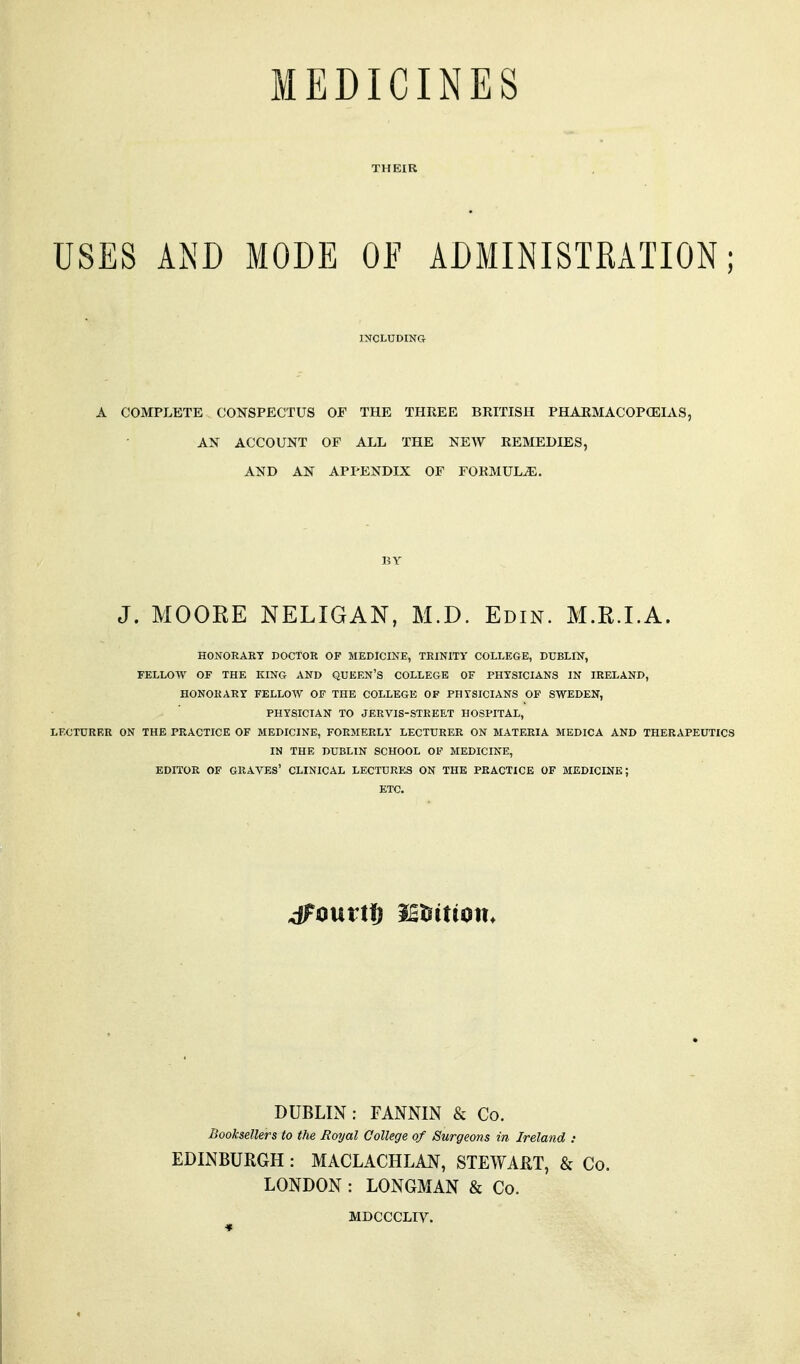 MEDICINES
THEIR
USES AND MODE OF ADMINISTRATION;
INCLUDING
A COMPLETE CONSPECTUS OF THE THREE BRITISH PHARMACOPŒIAS,
AN ACCOUNT OF ALL THE NEW REMEDIES,
AND AN APPENDIX OF FORMULÆ.
BY
J. MOORE NELIGAN, M.D. EDIN. M.R.I.A.
HONORARY DOCTOR OF MEDICINE, TRINITY COLLEGE, DUBLIN,
FELLOW OF THE KING AND QUEEN'S COLLEGE OF PHYSICIANS IN IRELAND,
HONORARY FELLOW OF THE COLLEGE OF PHYSICIANS OF SWEDEN,
PHYSICIAN TO JERVIS-STREET HOSPITAL,
LECTURER ON THE PRACTICE OF MEDICINE, FORMERLY LECTURER ON MATERIA MEDICA AND THERAPEUTICS
IN THE DUBLIN SCHOOL OF MEDICINE,
EDITOR OF GRAVES' CLINICAL LECTURES ON THE PRACTICE OF MEDICINE;
ETC.
Fourth Edition.
DUBLIN: FANNIN & Co.
Booksellers to the Royal College of Surgeons in Ireland:
EDINBURGH: MACLACHLAN, STEWART, & Co.
LONDON: LONGMAN & Co.
MDCCCLIV.